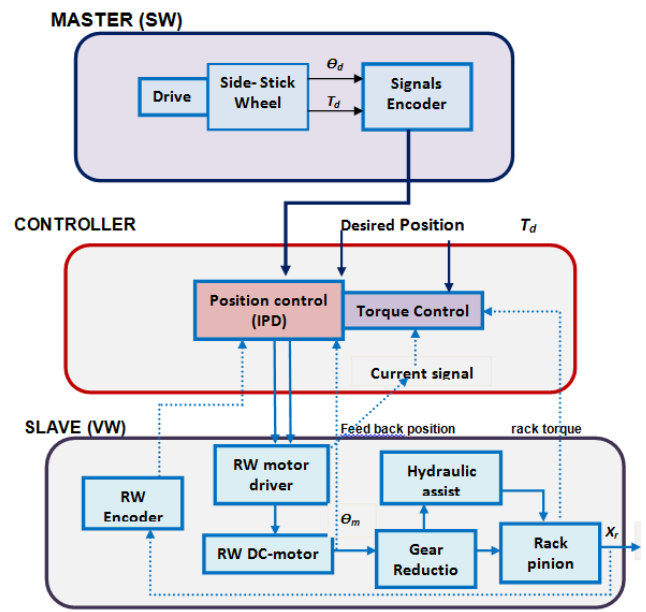 MASTER (SW)
Drive
Side- Stick
Wheel
ϴd
Td
Signals
Encoder
CONTROLLER
Desired Position
Td
Position control
(IPD)
Torque Control
Current signal
SLAVE (VW)
Feed back position
rack torque
RW
Encoder
RW motor
driver
Hydraulic
assist
ϴm
RW DC-motor
Gear
Reductio
Rack
pinion
Xr